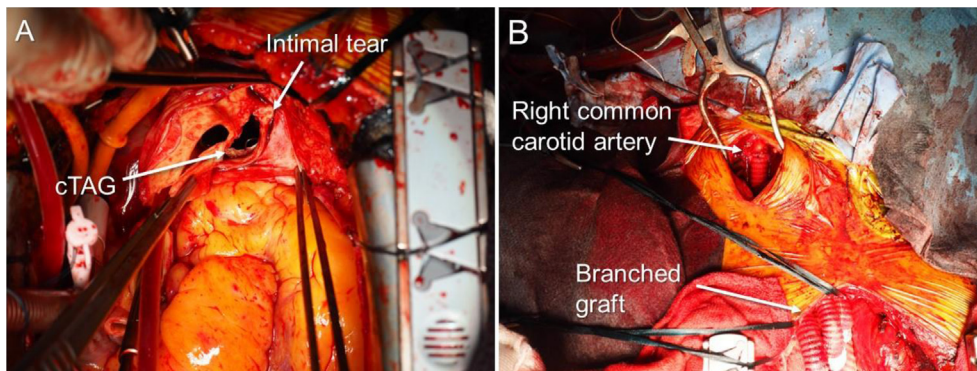 A
Intimal tear
cTAG
B
Right common
carotid artery
Branched
graft